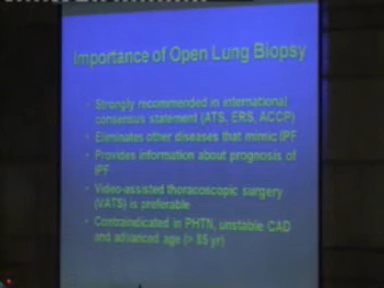 Importance of Open Lung Biopsy
• Strongly recommended in international
consensus statement (ATS, ERS, ACCP)
• Eliminates other diseases that mimic IPF
• Provides information about prognosis of
IPF
• Video-assisted thoracoscopic surgery
(VATS) is preferable
• Contraindicated in PHTN, unstable CAD
and advanced age (> 85 yr)